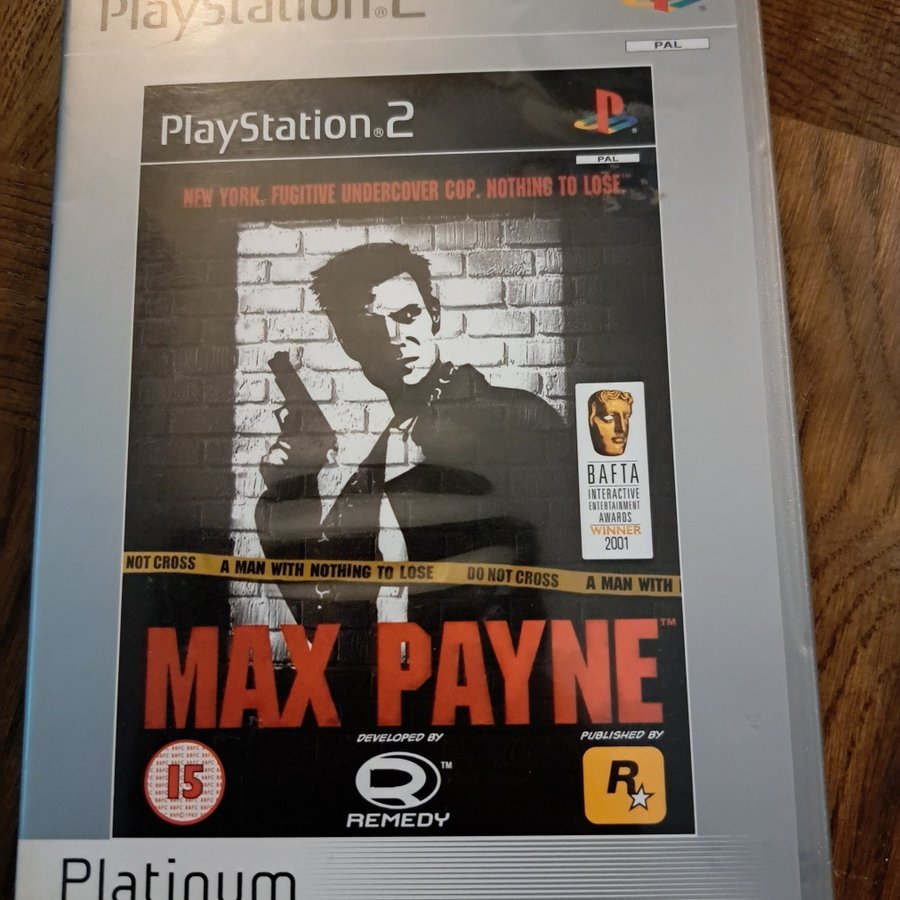 PlayStation®2
PAL
PlayStation®2
PAL
NEW YORK. FUGITIVE UNDERCOVER COP. NOTHING TO LOSE.™
BAFTA
INTERACTIVE
ENTERTAINMENT
AWARDS
WINNER
2001
NOT CROSS A MAN WITH NOTHING TO LOSE DO NOT CROSS A MAN WITH
MAX PAYNE™
DEVELOPED BY
PUBLISHED BY
15
R™
REMEDY
R
Platinum